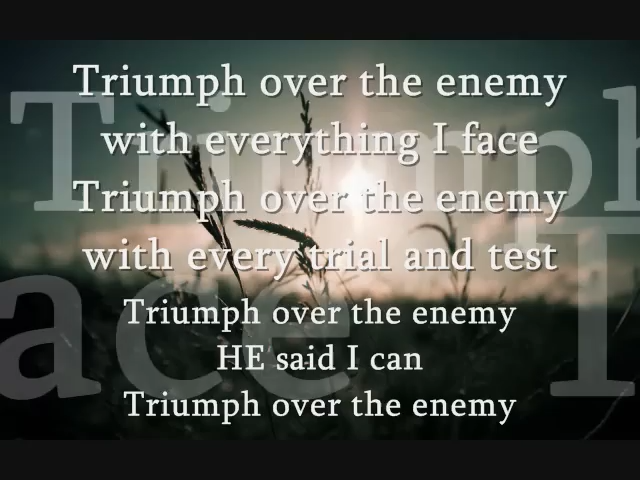 Triumph over the enemy
with everything I face
Triumph over the enemy
with every trial and test
Triumph over the enemy
HE said I can
Triumph over the enemy